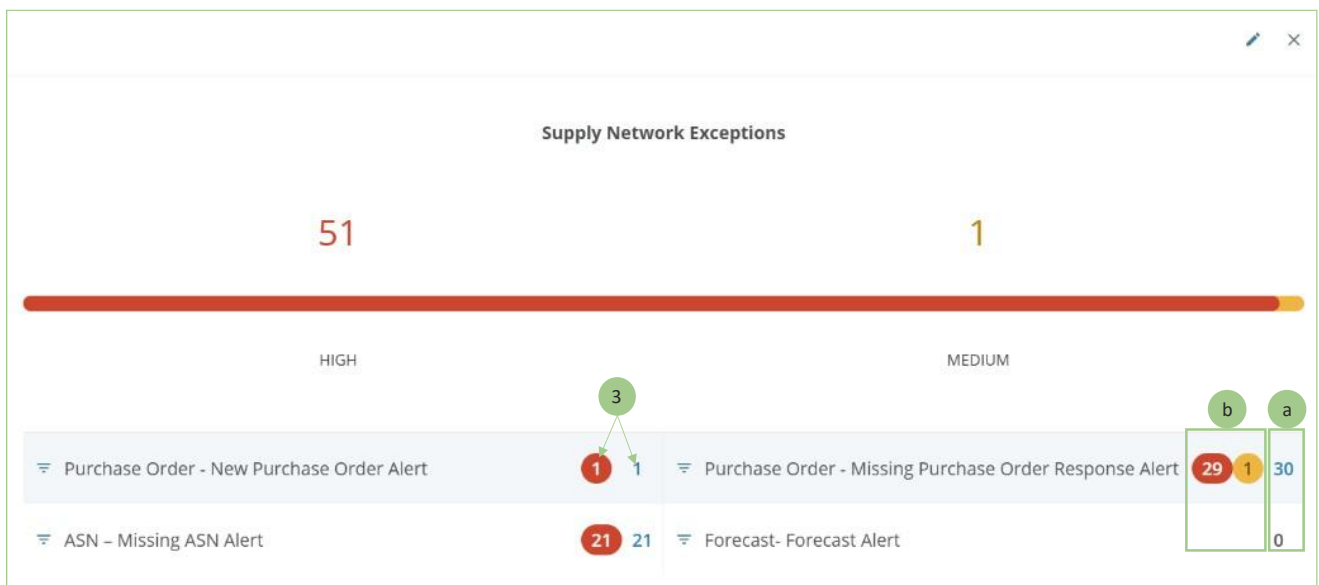 Supply Network Exceptions
51 1
HIGH MEDIUM
3 b a
Purchase Order - New Purchase Order Alert 1 1 Purchase Order - Missing Purchase Order Response Alert 29 1 30
ASN – Missing ASN Alert 21 21 Forecast- Forecast Alert 0